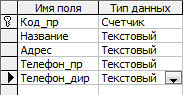 Имя поля Тип данных
Код_пр Счетчик
Название Текстовый
Адрес Текстовый
Телефон_пр Текстовый
Телефон_дир Текстовый